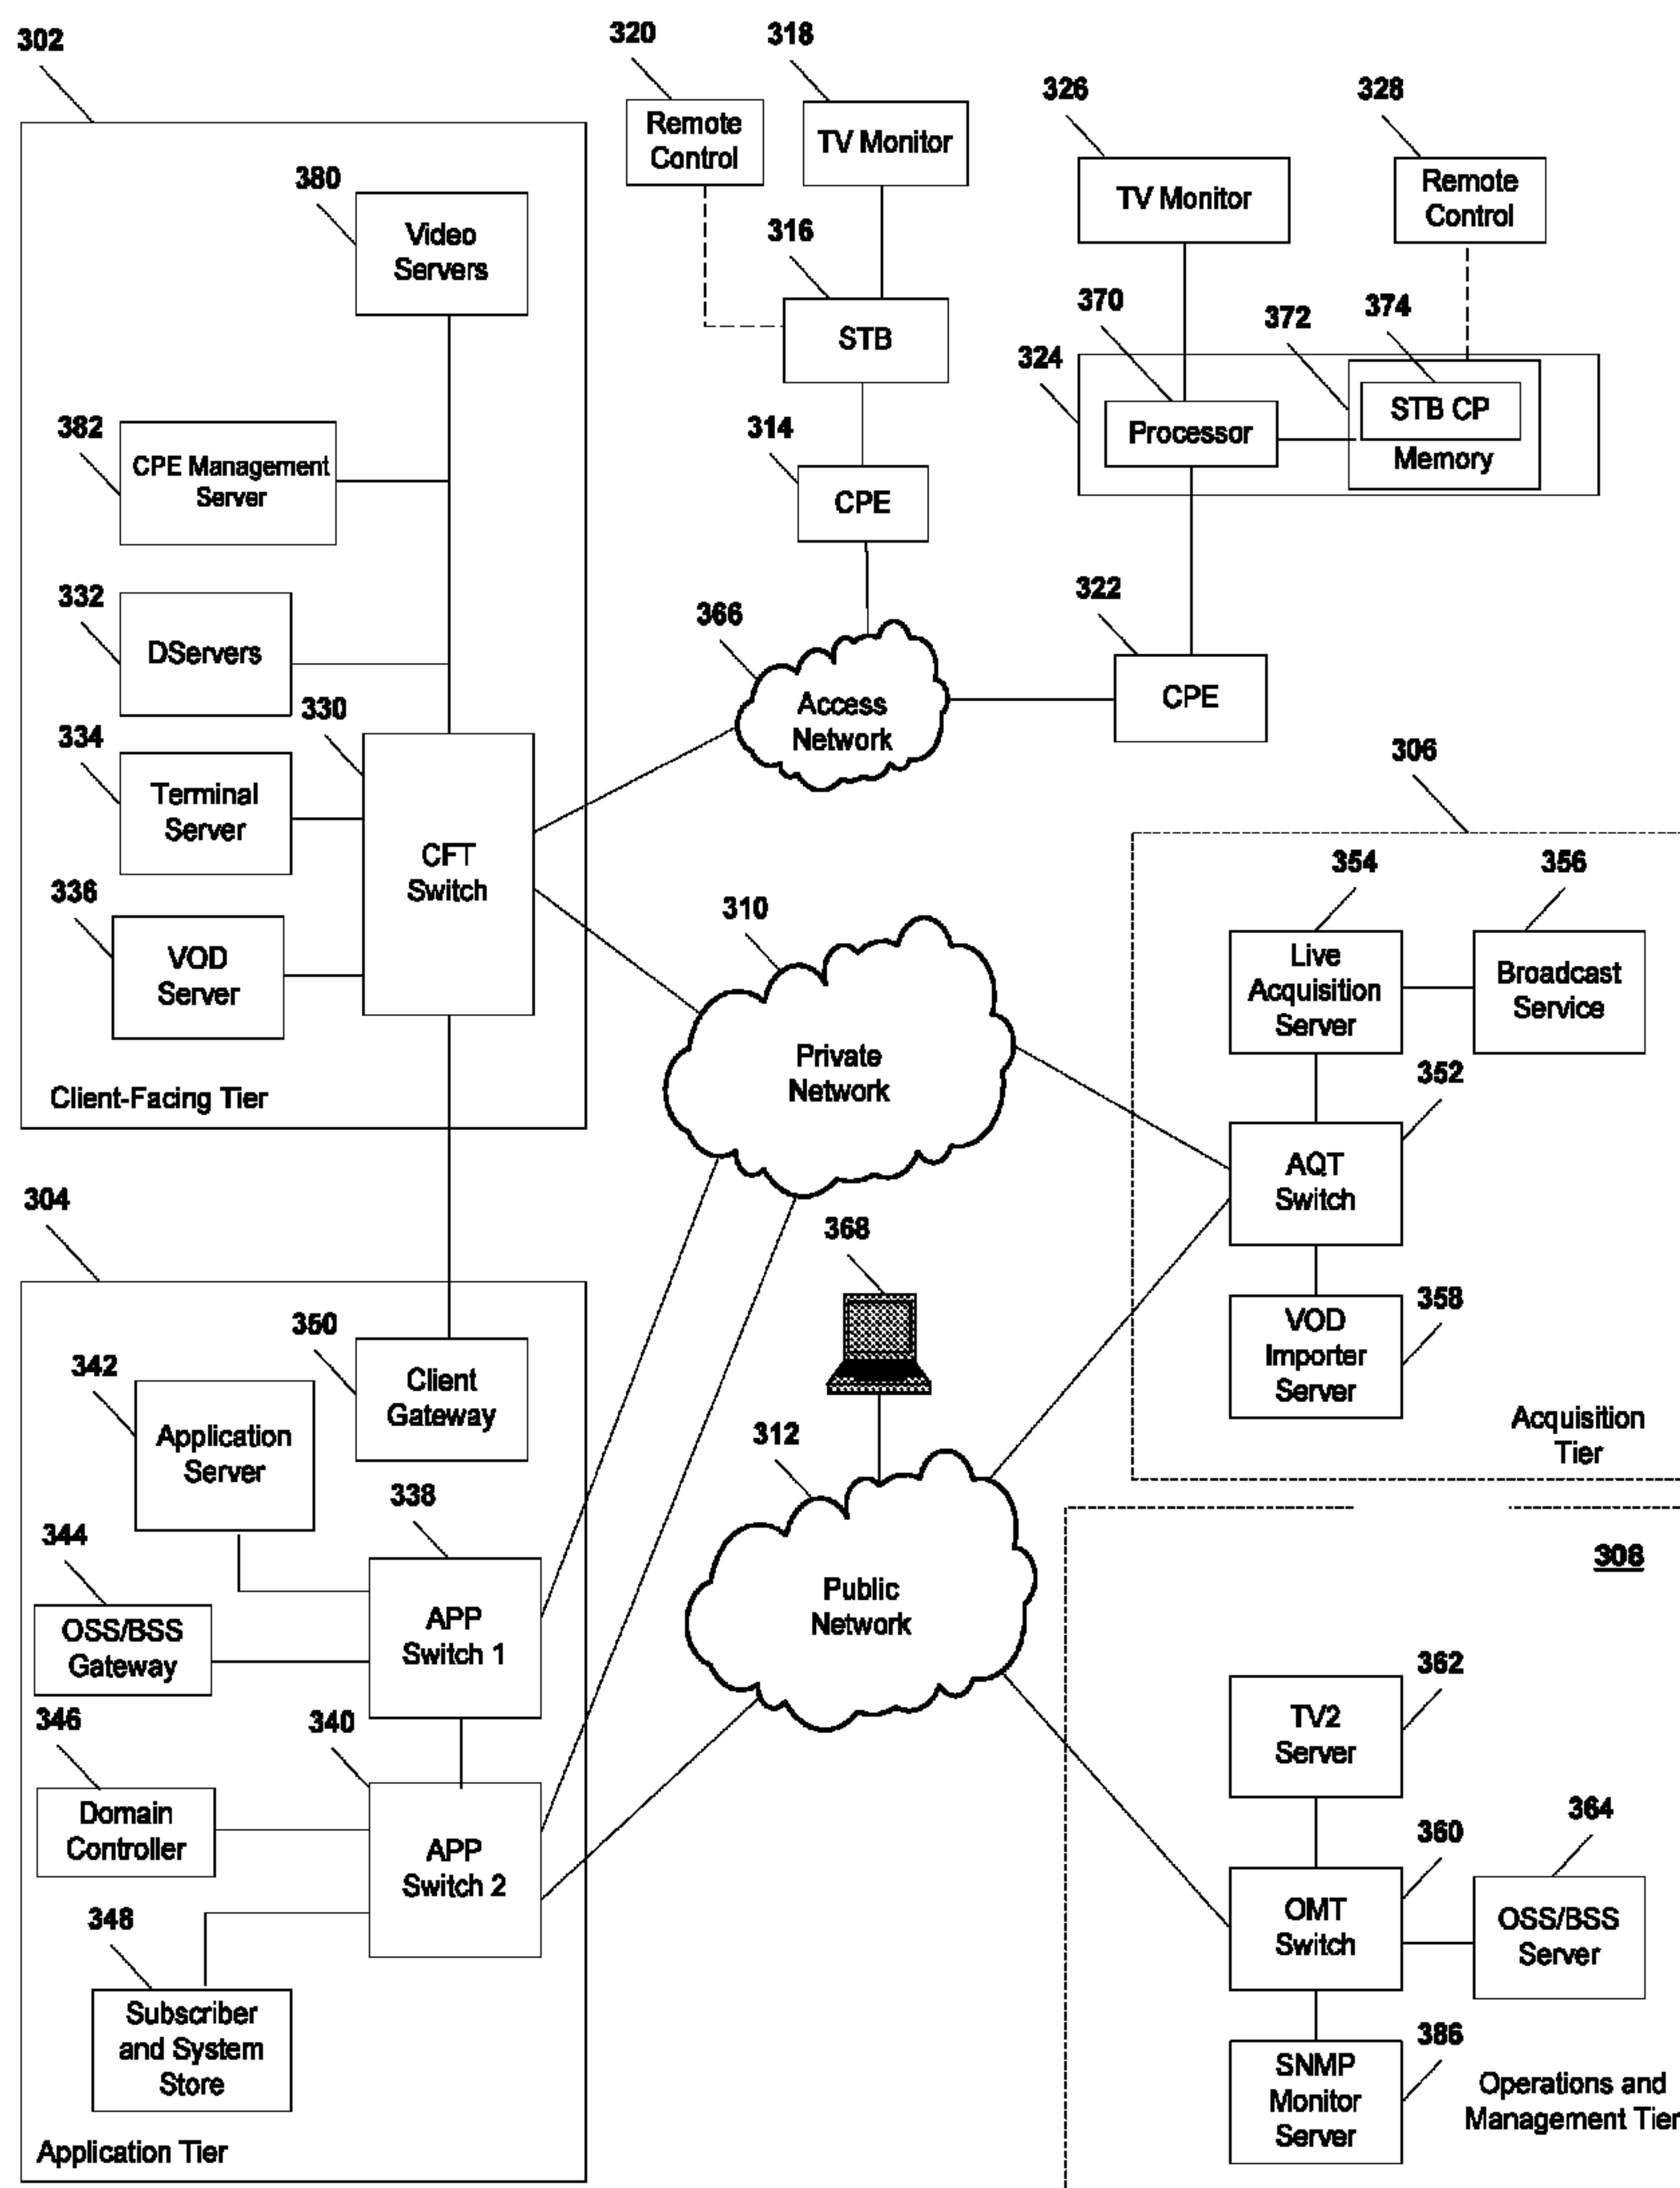 302
320
318
326
328
Remote
Control
TV Monitor
TV Monitor
Remote
Control
380
Video
Servers
316
STB
370
372
374
324
Processor
STB CP
Memory
382
CPE Management
Server
314
CPE
332
DServers
366
Access
Network
322
CPE
330
334
Terminal
Server
CFT
Switch
336
VOD
Server
306
354
356
310
Live
Acquisition
Server
Broadcast
Service
Private
Network
352
Client-Facing Tier
AQT
Switch
304
368
350
358
342
Client
Gateway
VOD
Importer
Server
Application
Server
312
Acquisition
Tier
338
344
308
OSS/BSS
Gateway
APP
Switch 1
Public
Network
362
346
340
TV2
Server
Domain
Controller
APP
Switch 2
360
364
348
OMT
Switch
OSS/BSS
Server
Subscriber
and System
Store
386
SNMP
Monitor
Server
Operations and
Management Tier
Application Tier